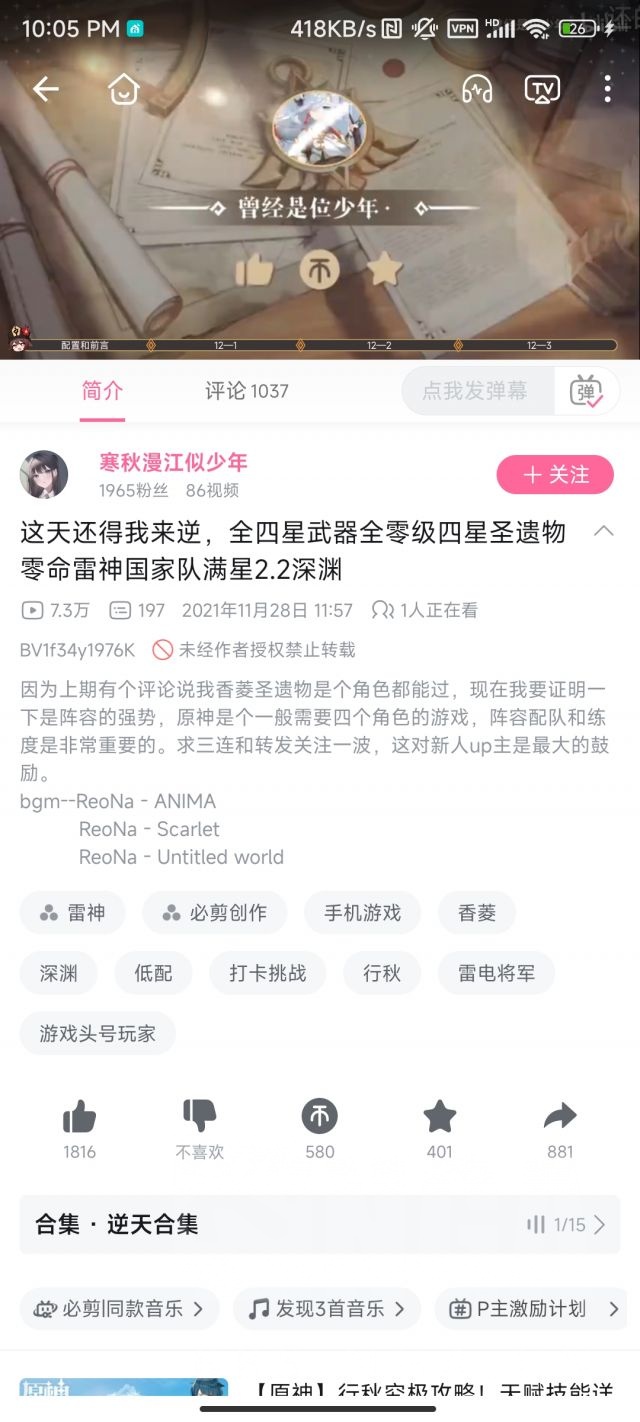 10:05 PM
418KB/s
VPN
HD
26
TV
曾经是位少年·
配置和前言
12—1
12—2
12—3
简介
评论 1037
点我发弹幕
弹
寒秋漫江似少年
1965粉丝 86视频
+ 关注
这天还得我来逆，全四星武器全零级四星圣遗物
零命雷神国家队满星2.2深渊
7.3万 197 2021年11月28日 11:57 1人正在看
BV1f34y1976K 未经作者授权禁止转载
因为上期有个评论说我香菱圣遗物是个角色都能过，现在我要证明一
下是阵容的强势，原神是个一般需要四个角色的游戏，阵容配队和练
度是非常重要的。求三连和转发关注一波，这对新人up主是最大的鼓
励。
bgm--ReoNa - ANIMA
ReoNa - Scarlet
ReoNa - Untitled world
雷神 必剪创作 手机游戏 香菱
深渊 低配 打卡挑战 行秋 雷电将军
游戏头号玩家
1816 不喜欢 580 401 881
合集 · 逆天合集
1/15
必剪|同款音乐 发现3首音乐 P主激励计划
原神
【原神】行秋究极攻略！天赋技能详